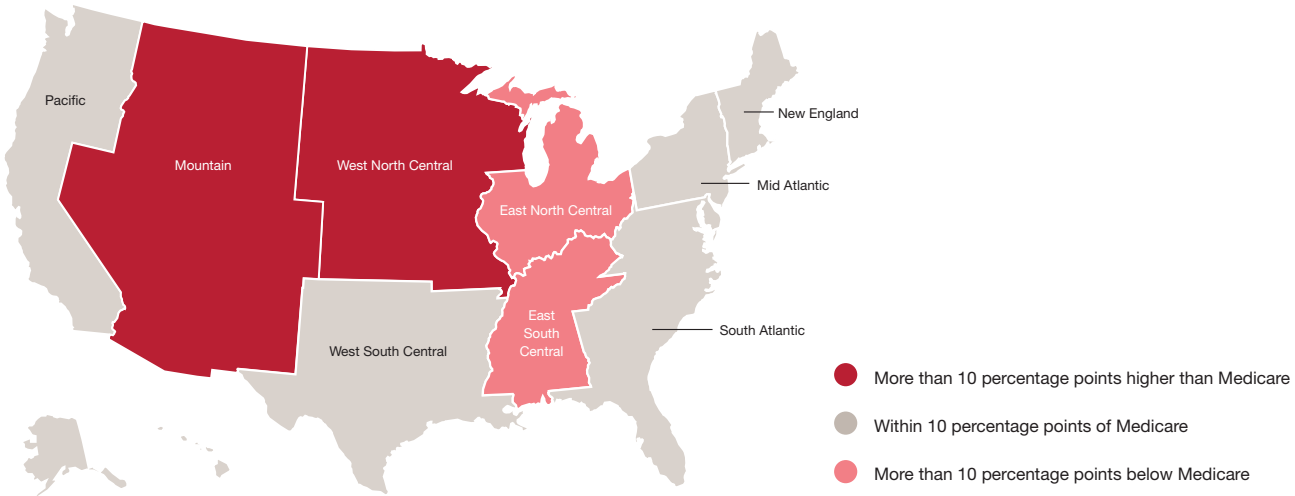 Pacific
Mountain
West North Central
New England
Mid Atlantic
East North Central
East
South
Central
South Atlantic
West South Central
More than 10 percentage points higher than Medicare
Within 10 percentage points of Medicare
More than 10 percentage points below Medicare